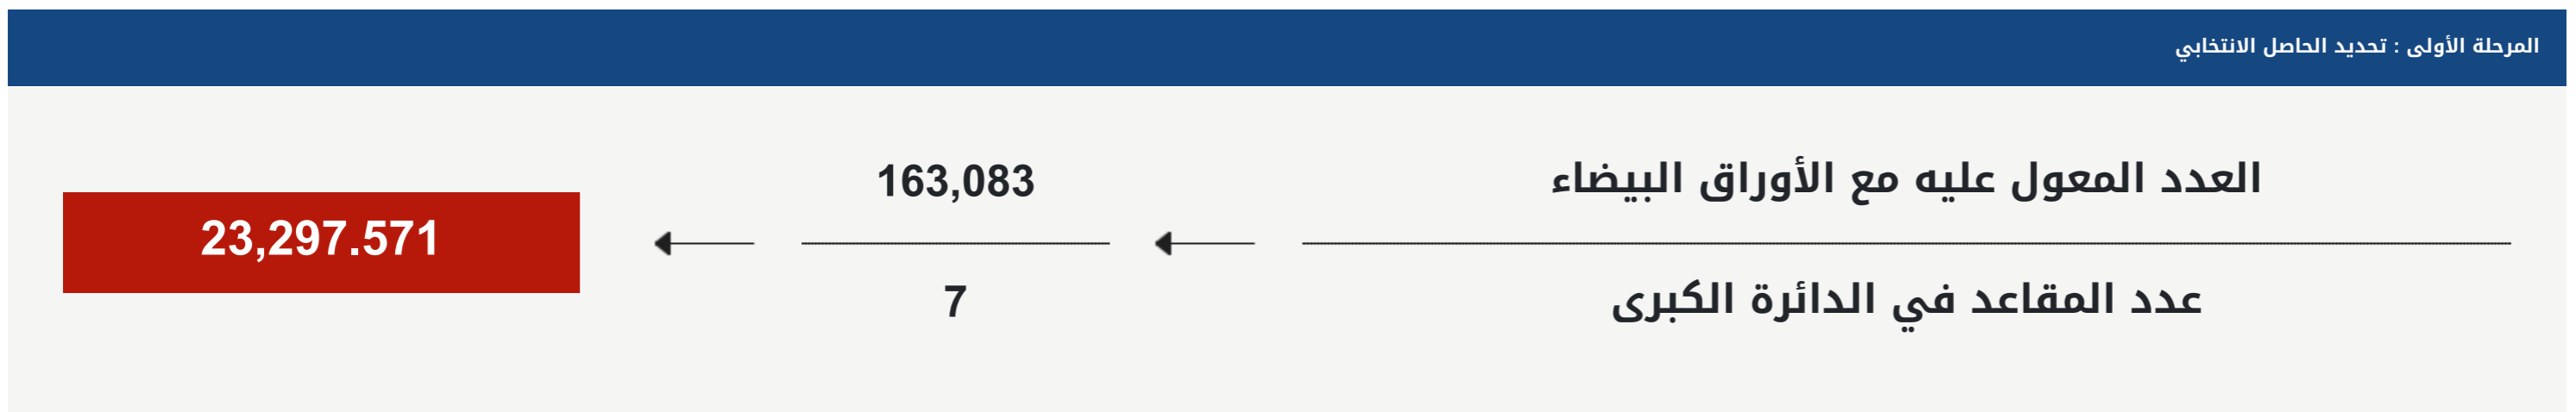 المرحلة الأولى : تحديد الحاصل الانتخابي
العدد المعول عليه مع الأوراق البيضاء
عدد المقاعد في الدائرة الكبرى
163,083
7
23,297.571